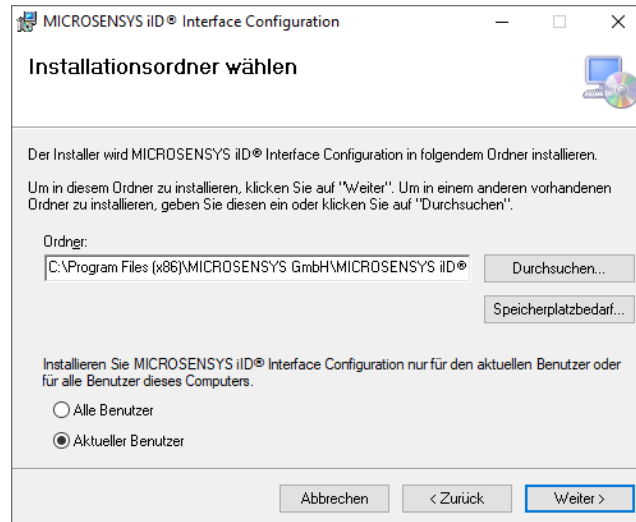 MICROSENSYS iID® Interface Configuration
Installationsordner wählen
Der Installer wird MICROSENSYS iID® Interface Configuration in folgendem Ordner installieren.
Um in diesem Ordner zu installieren, klicken Sie auf "Weiter". Um in einem anderen vorhandenen
Ordner zu installieren, geben Sie diesen ein oder klicken Sie auf "Durchsuchen".
Ordner:
C:\Program Files (x86)\MICROSENSYS GmbH\MICROSENSYS iID®
Durchsuchen...
Speicherplatzbedarf...
Installieren Sie MICROSENSYS iID® Interface Configuration nur für den aktuellen Benutzer oder
für alle Benutzer dieses Computers.
Alle Benutzer
Aktueller Benutzer
Abbrechen
< Zurück
Weiter >